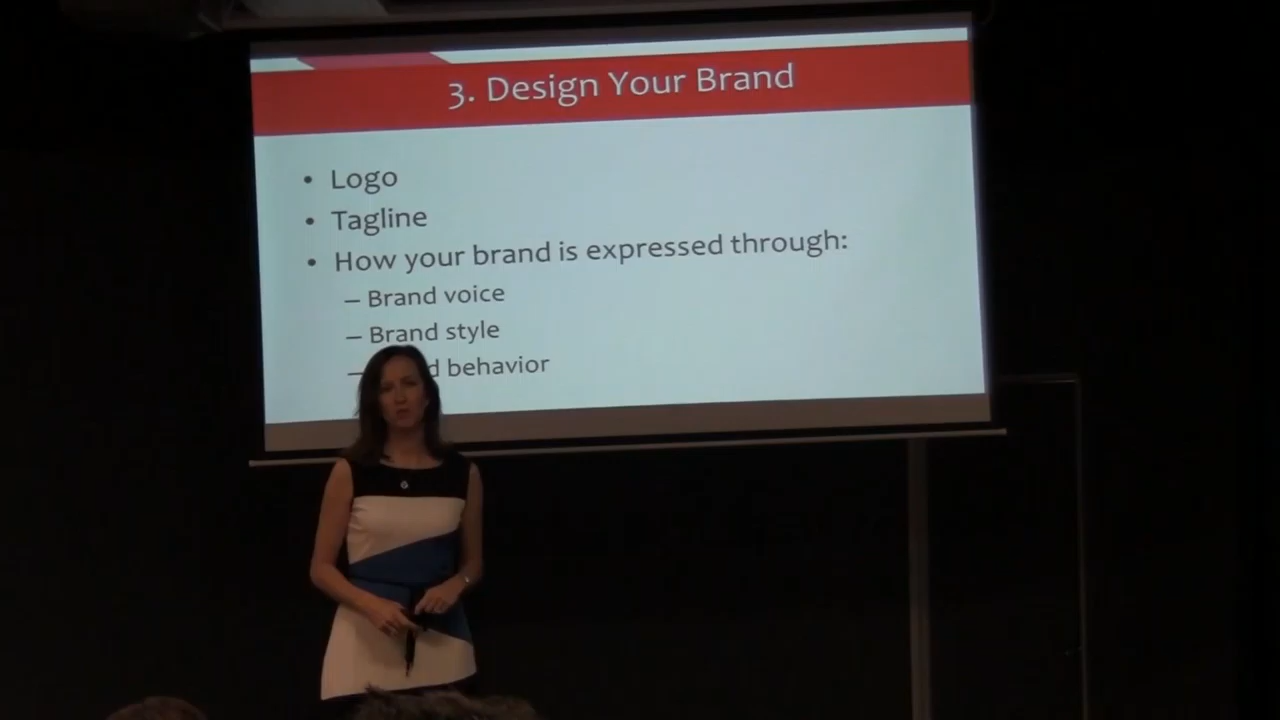 3. Design Your Brand
• Logo
• Tagline
• How your brand is expressed through:
– Brand voice
– Brand style
– d behavior